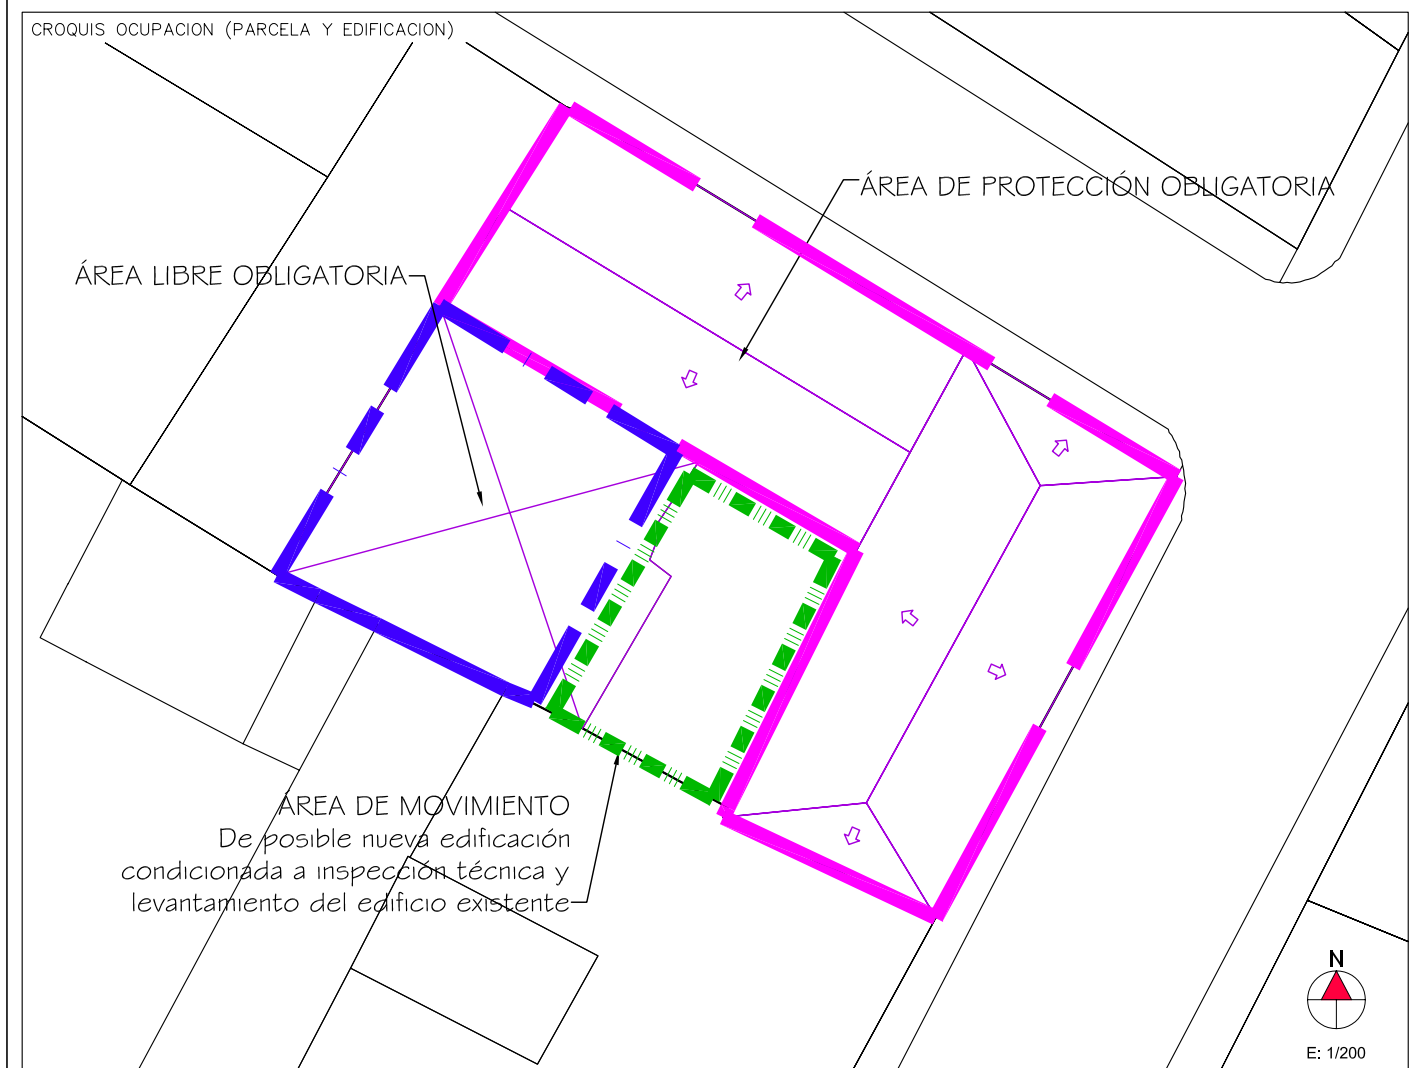 CROQUIS OCUPACION (PARCELA Y EDIFICACION)
ÁREA DE PROTECCIÓN OBLIGATORIA
ÁREA LIBRE OBLIGATORIA
ÁREA DE MOVIMIENTO
De posible nueva edificación
condicionada a inspección técnica y
levantamiento del edificio existente
N
E: 1/200